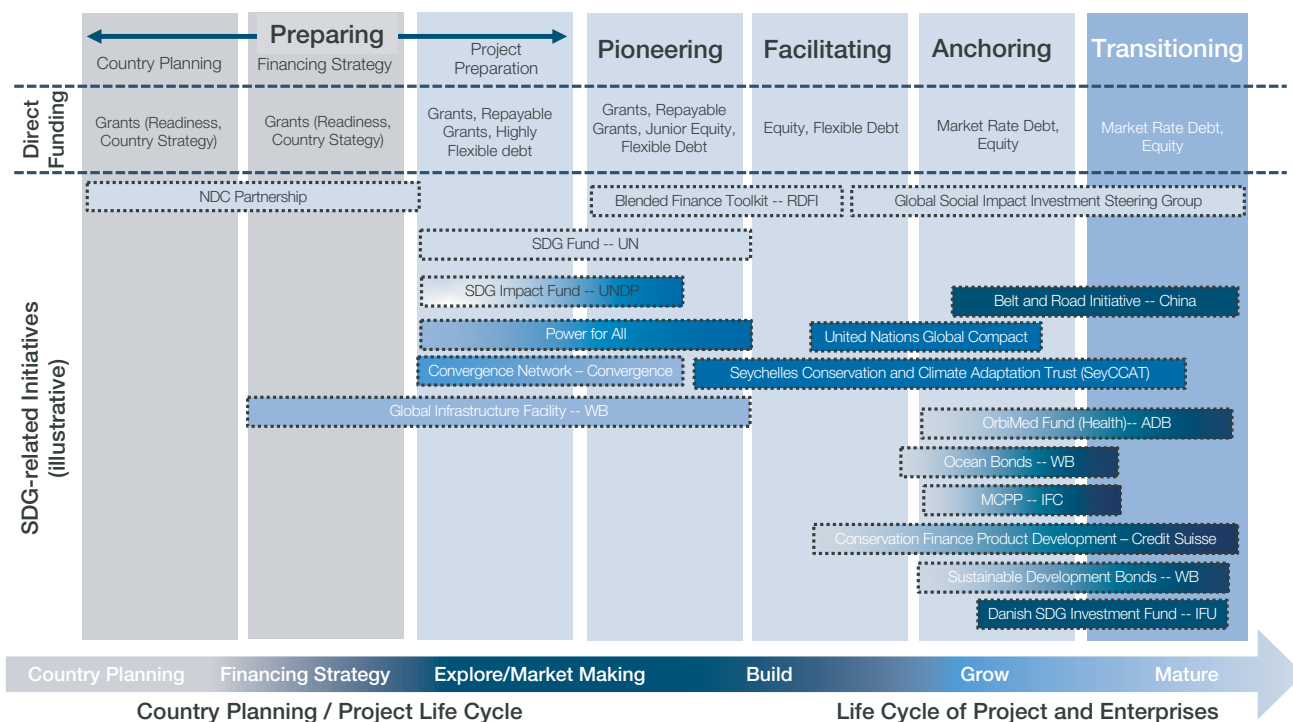 Preparing
Pioneering
Facilitating
Anchoring
Transitioning
Country Planning
Financing Strategy
Project
Preparation
Direct
Funding
Grants (Readiness,
Country Strategy)
Grants (Readiness,
Country Stategy)
Grants, Repayable
Grants, Highly
Flexible debt
Grants, Repayable
Grants, Junior Equity,
Flexible Debt
Equity, Flexible Debt
Market Rate Debt,
Equity
Market Rate Debt,
Equity
SDG-related Initiatives
(illustrative)
NDC Partnership
Blended Finance Toolkit -- RDFI
Global Social Impact Investment Steering Group
SDG Fund -- UN
SDG Impact Fund -- UNDP
Belt and Road Initiative -- China
Power for All
United Nations Global Compact
Convergence Network – Convergence
Seychelles Conservation and Climate Adaptation Trust (SeyCCAT)
Global Infrastructure Facility -- WB
OrbiMed Fund (Health)-- ADB
Ocean Bonds -- WB
MCPP -- IFC
Conservation Finance Product Development – Credit Suisse
Sustainable Development Bonds -- WB
Danish SDG Investment Fund -- IFU
Country Planning
Financing Strategy
Explore/Market Making
Build
Grow
Mature
Country Planning / Project Life Cycle
Life Cycle of Project and Enterprises